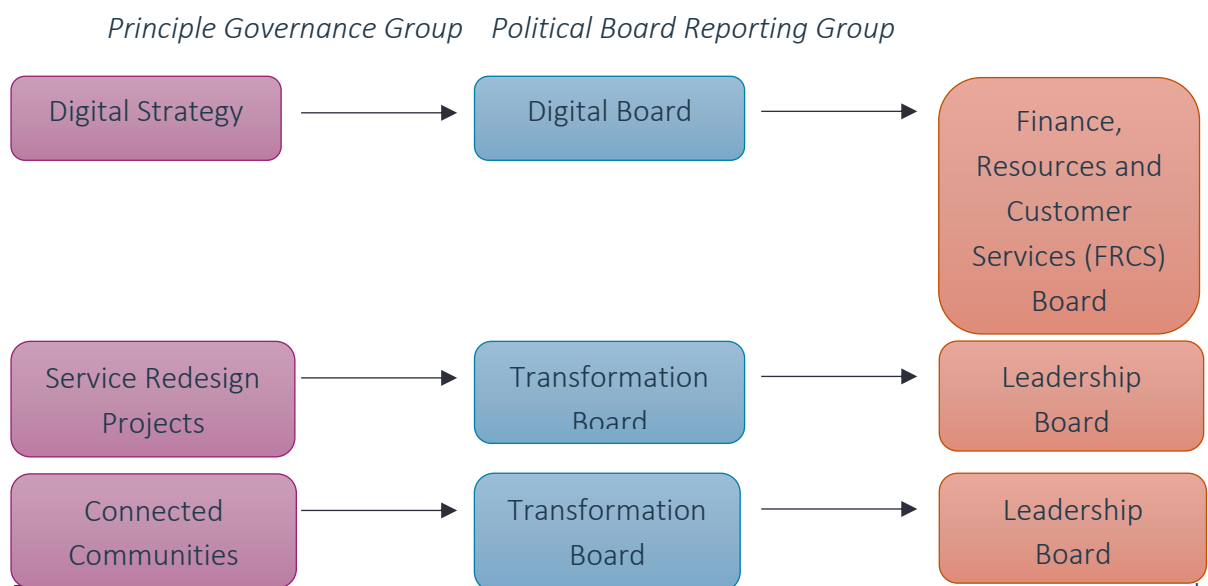 Principle Governance Group Political Board Reporting Group
Digital Strategy
Digital Board
Finance,
Resources and
Customer
Services (FRCS)
Board
Service Redesign
Projects
Transformation
Board
Leadership
Board
Connected
Communities
Transformation
Board
Leadership
Board